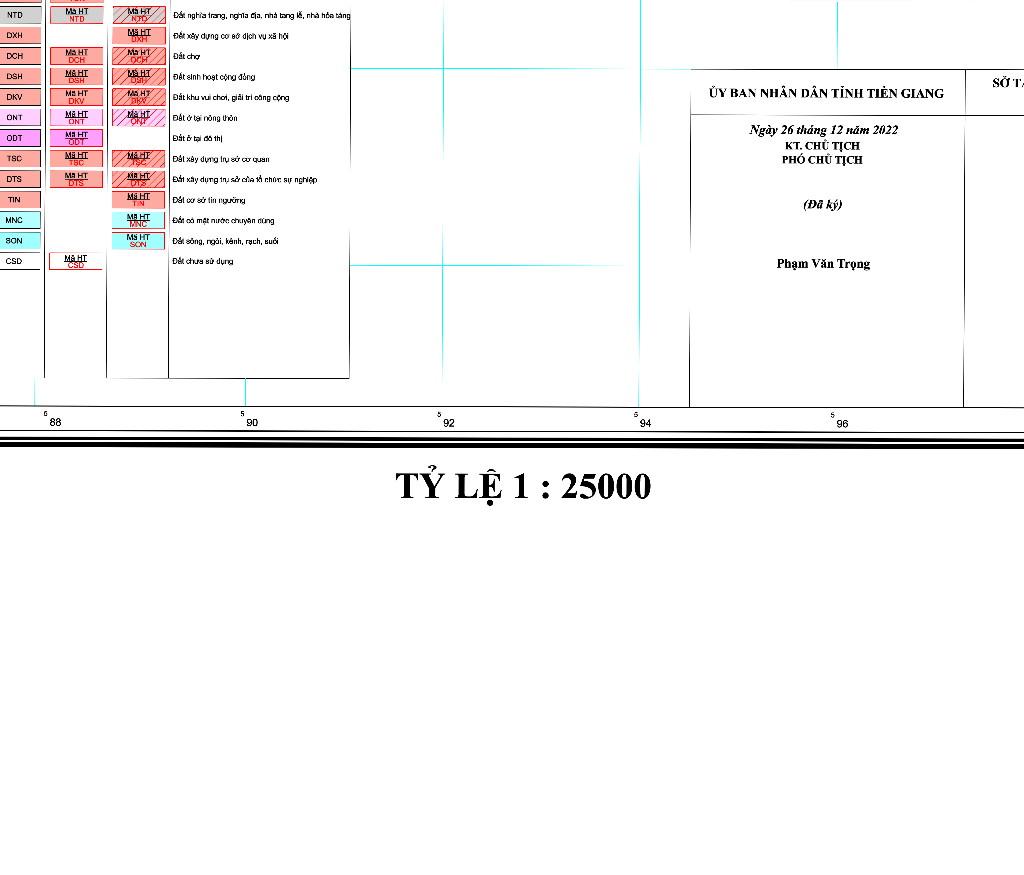 NTD Mã HT NTD Mã HT NTD Đất nghĩa trang, nghĩa địa, nhà tang lễ, nhà hỏa táng
DXH Mã HT DXH Đất xây dựng cơ sở dịch vụ xã hội
DCH Mã HT DCH Mã HT DCH Đất chợ
DSH Mã HT DSH Mã HT DSH Đất sinh hoạt cộng đồng
DKV Mã HT DKV Mã HT DKV Đất khu vui chơi, giải trí công cộng
ONT Mã HT ONT Mã HT ONT Đất ở tại nông thôn
ODT Mã HT ODT Đất ở tại đô thị
TSC Mã HT TSC Mã HT TSC Đất xây dựng trụ sở cơ quan
DTS Mã HT DTS Mã HT DTS Đất xây dựng trụ sở của tổ chức sự nghiệp
TIN Mã HT TIN Đất cơ sở tín ngưỡng
MNC Mã HT MNC Đất có mặt nước chuyên dùng
SON Mã HT SON Đất sông, ngòi, kênh, rạch, suối
CSD Mã HT CSD Đất chưa sử dụng
ỦY BAN NHÂN DÂN TỈNH TIỀN GIANG
Ngày 26 tháng 12 năm 2022
KT. CHỦ TỊCH
PHÓ CHỦ TỊCH
(Đã ký)
Phạm Văn Trọng
SỞ
5 88 5 90 5 92 5 94 5 96
TỶ LỆ 1 : 25000